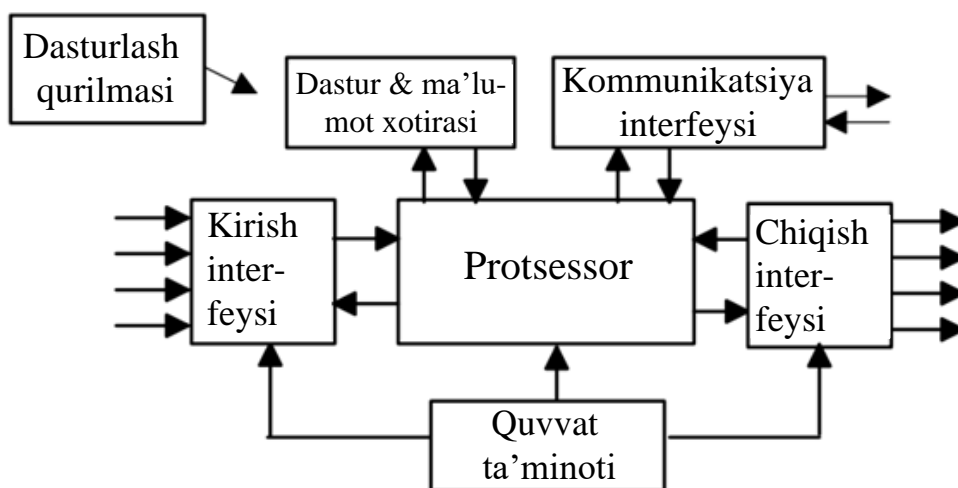 Dasturlash
qurilmasi
Dastur & ma’lu-
mot xotirasi
Kommunikatsiya
interfeysi
Kirish
inter-
feysi
Protsessor
Chiqish
inter-
feysi
Quvvat
ta’minoti